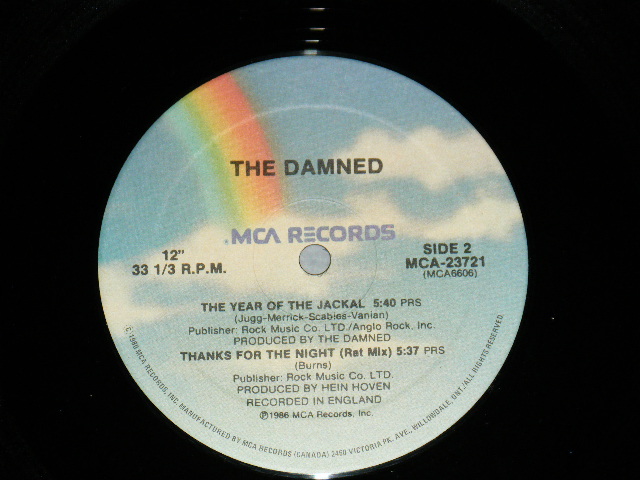 THE DAMNED
MCA RECORDS
12"
33 1/3 R.P.M.
SIDE 2
MCA-23721
(MCA6606)
THE YEAR OF THE JACKAL 5:40 PRS
(Jugg-Merrick-Scabies-Vanian)
Publisher: Rock Music Co. LTD./Anglo Rock, Inc.
PRODUCED BY THE DAMNED
THANKS FOR THE NIGHT (Rat Mix) 5:37 PRS
(Burns)
Publisher: Rock Music Co. LTD.
PRODUCED BY HEIN HOVEN
RECORDED IN ENGLAND
℗1986 MCA Records, Inc.
©1986 MCA RECORDS, INC. MANUFACTURED BY MCA RECORDS (CANADA) 2450 VICTORIA PK. AVE., WILLOWDALE, ONT./ALL RIGHTS RESERVED.